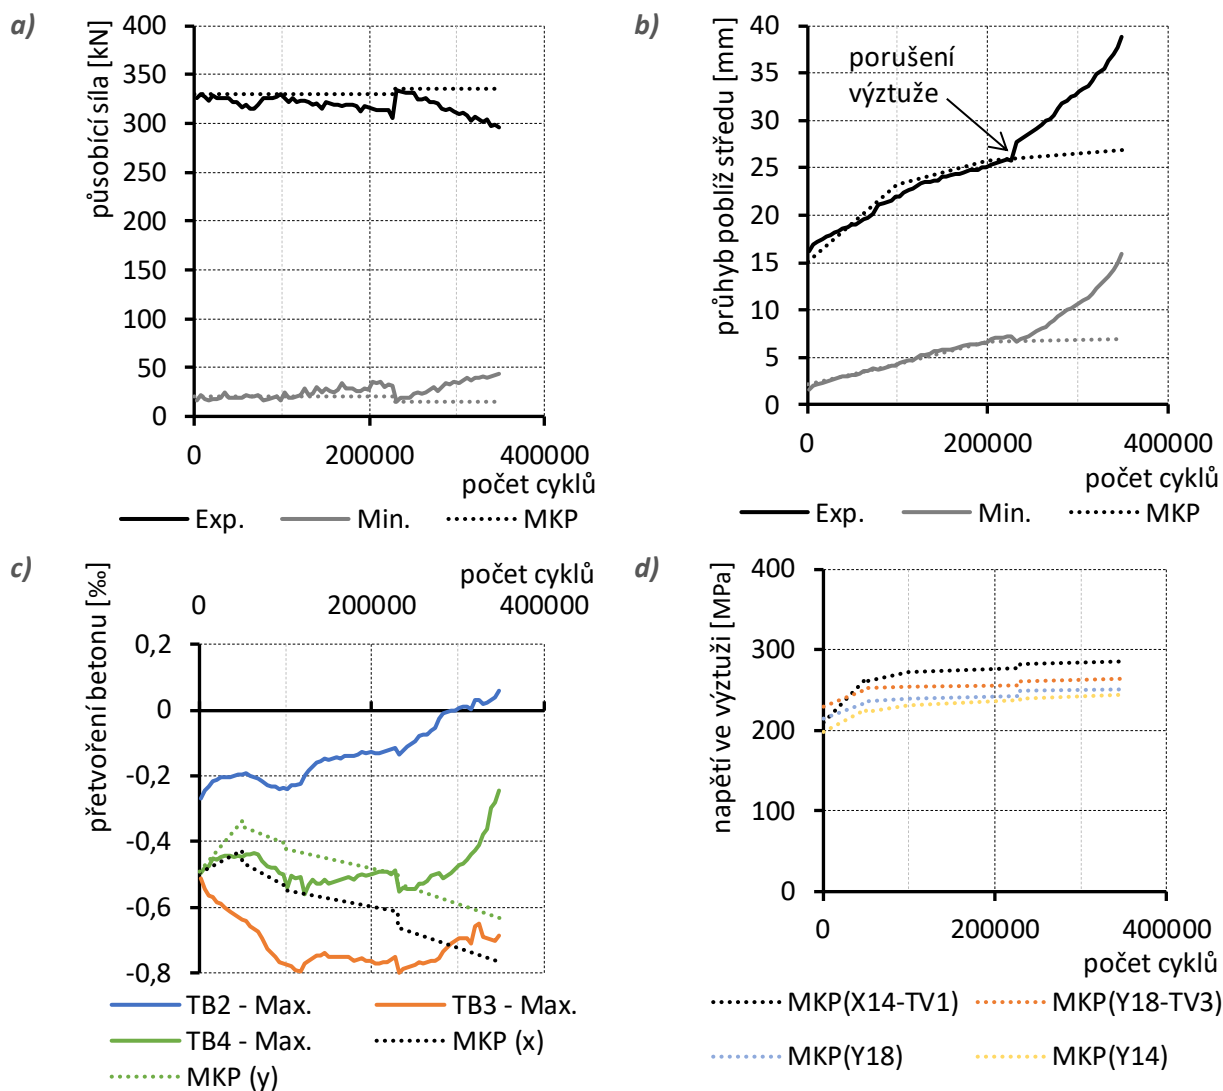 a)
působící síla [kN]
400
350
300
250
200
150
100
50
0
0 200000 400000
počet cyklů
Exp. Min. MKP
b)
průhyb poblíž středu [mm]
40
35
30
25
20
15
10
5
0
porušení
výztuže
0 200000 400000
počet cyklů
Exp. Min. MKP
c)
přetvoření betonu [‰]
počet cyklů
0 200000 400000
0,2
0
-0,2
-0,4
-0,6
-0,8
TB2 - Max. TB3 - Max.
TB4 - Max. MKP (x)
MKP (y)
d)
napětí ve výztuži [MPa]
400
300
200
100
0
0 200000 400000
počet cyklů
MKP(X14-TV1) MKP(Y18-TV3)
MKP(Y18) MKP(Y14)